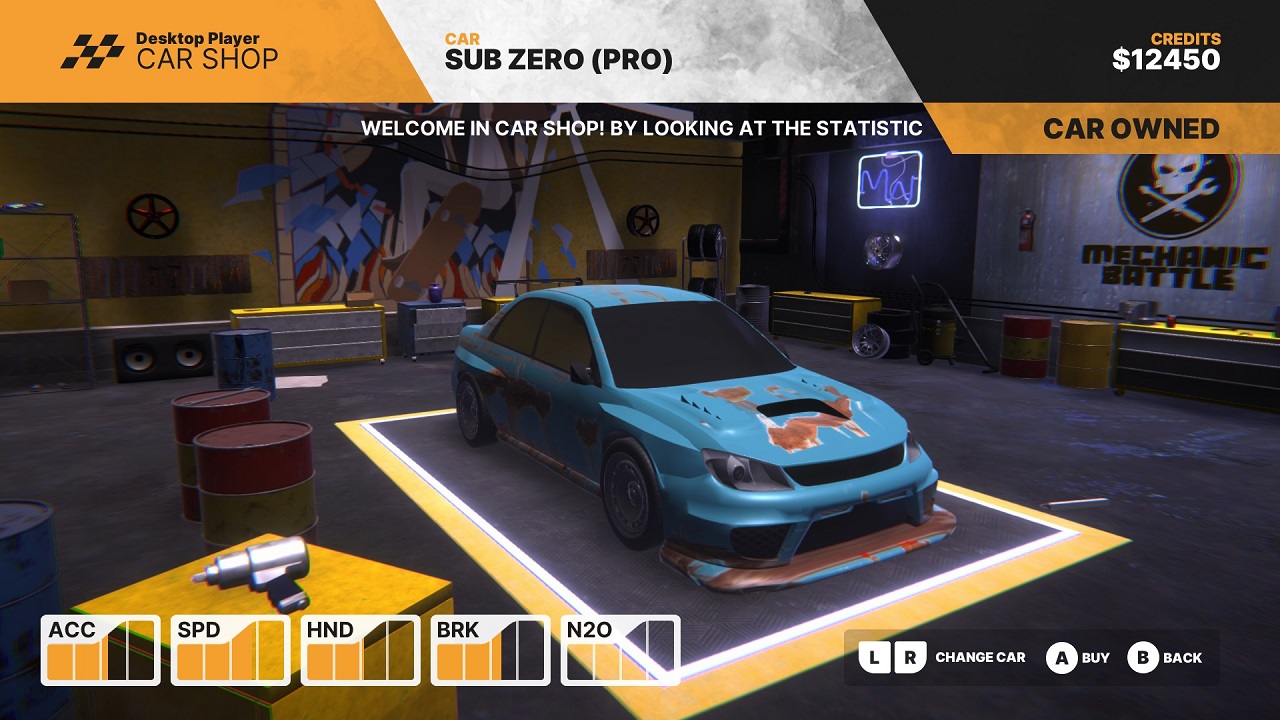 Desktop Player
CAR SHOP
CAR
SUB ZERO (PRO)
CREDITS
$12450
WELCOME IN CAR SHOP! BY LOOKING AT THE STATISTIC
CAR OWNED
MECHANIC
BATTLE
ACC
SPD
HND
BRK
N2O
L R CHANGE CAR
A BUY
B BACK